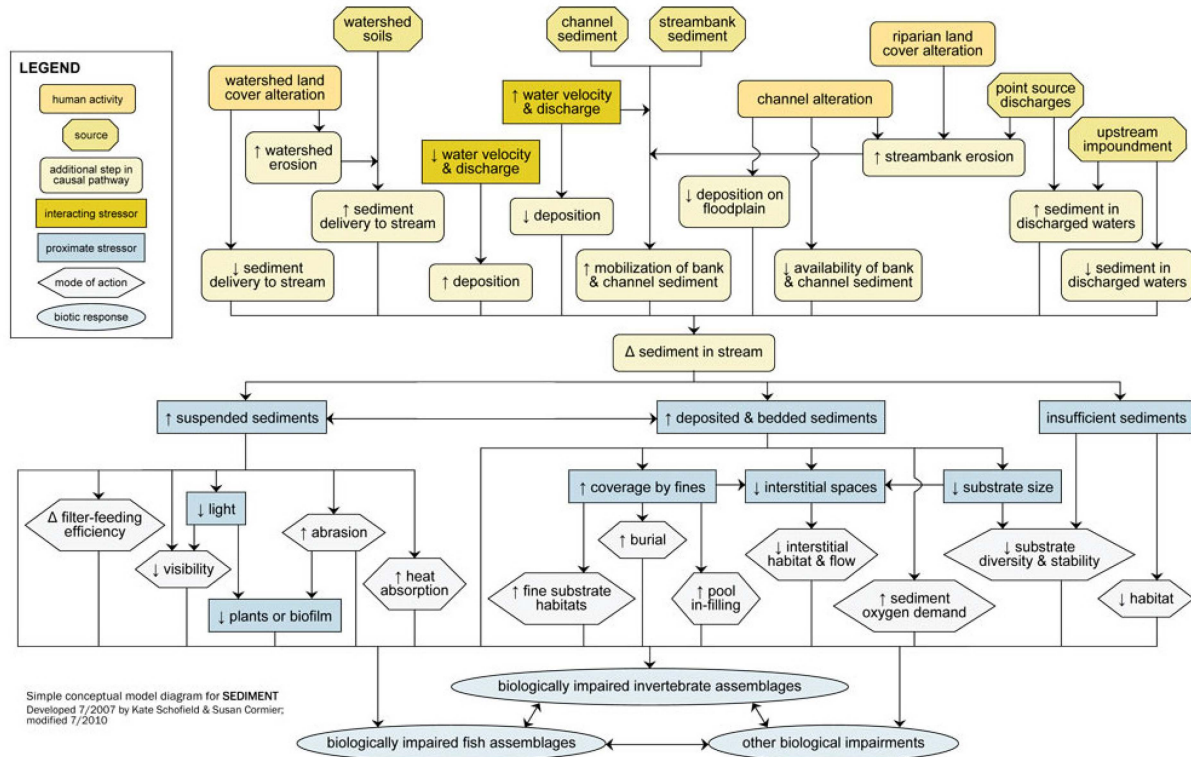 LEGEND
human activity
source
additional step in
causal pathway
interacting stressor
proximate stressor
mode of action
biotic response
watershed
soils
channel
sediment
streambank
sediment
riparian land
cover alteration
watershed land
cover alteration
↑ water velocity
& discharge
channel alteration
point source
discharges
upstream
impoundment
↑ watershed
erosion
↓ water velocity
& discharge
↑ streambank erosion
↑ sediment
delivery to stream
↓ deposition
↓ deposition on
floodplain
↑ sediment in
discharged waters
↓ sediment
delivery to stream
↑ deposition
↑ mobilization of bank
& channel sediment
↓ availability of bank
& channel sediment
↓ sediment in
discharged waters
Δ sediment in stream
↑ suspended sediments
↑ deposited & bedded sediments
insufficient sediments
Δ filter-feeding
efficiency
↓ light
↓ visibility
↑ abrasion
↑ heat
absorption
↓ plants or biofilm
↑ coverage by fines
↓ interstitial spaces
↓ substrate size
↑ burial
↓ interstitial
habitat & flow
↓ substrate
diversity & stability
↑ fine substrate
habitats
↑ pool
in-filling
↑ sediment
oxygen demand
↓ habitat
Simple conceptual model diagram for SEDIMENT
Developed 7/2007 by Kate Schofield & Susan Cormier;
modified 7/2010
biologically impaired invertebrate assemblages
biologically impaired fish assemblages
other biological impairments